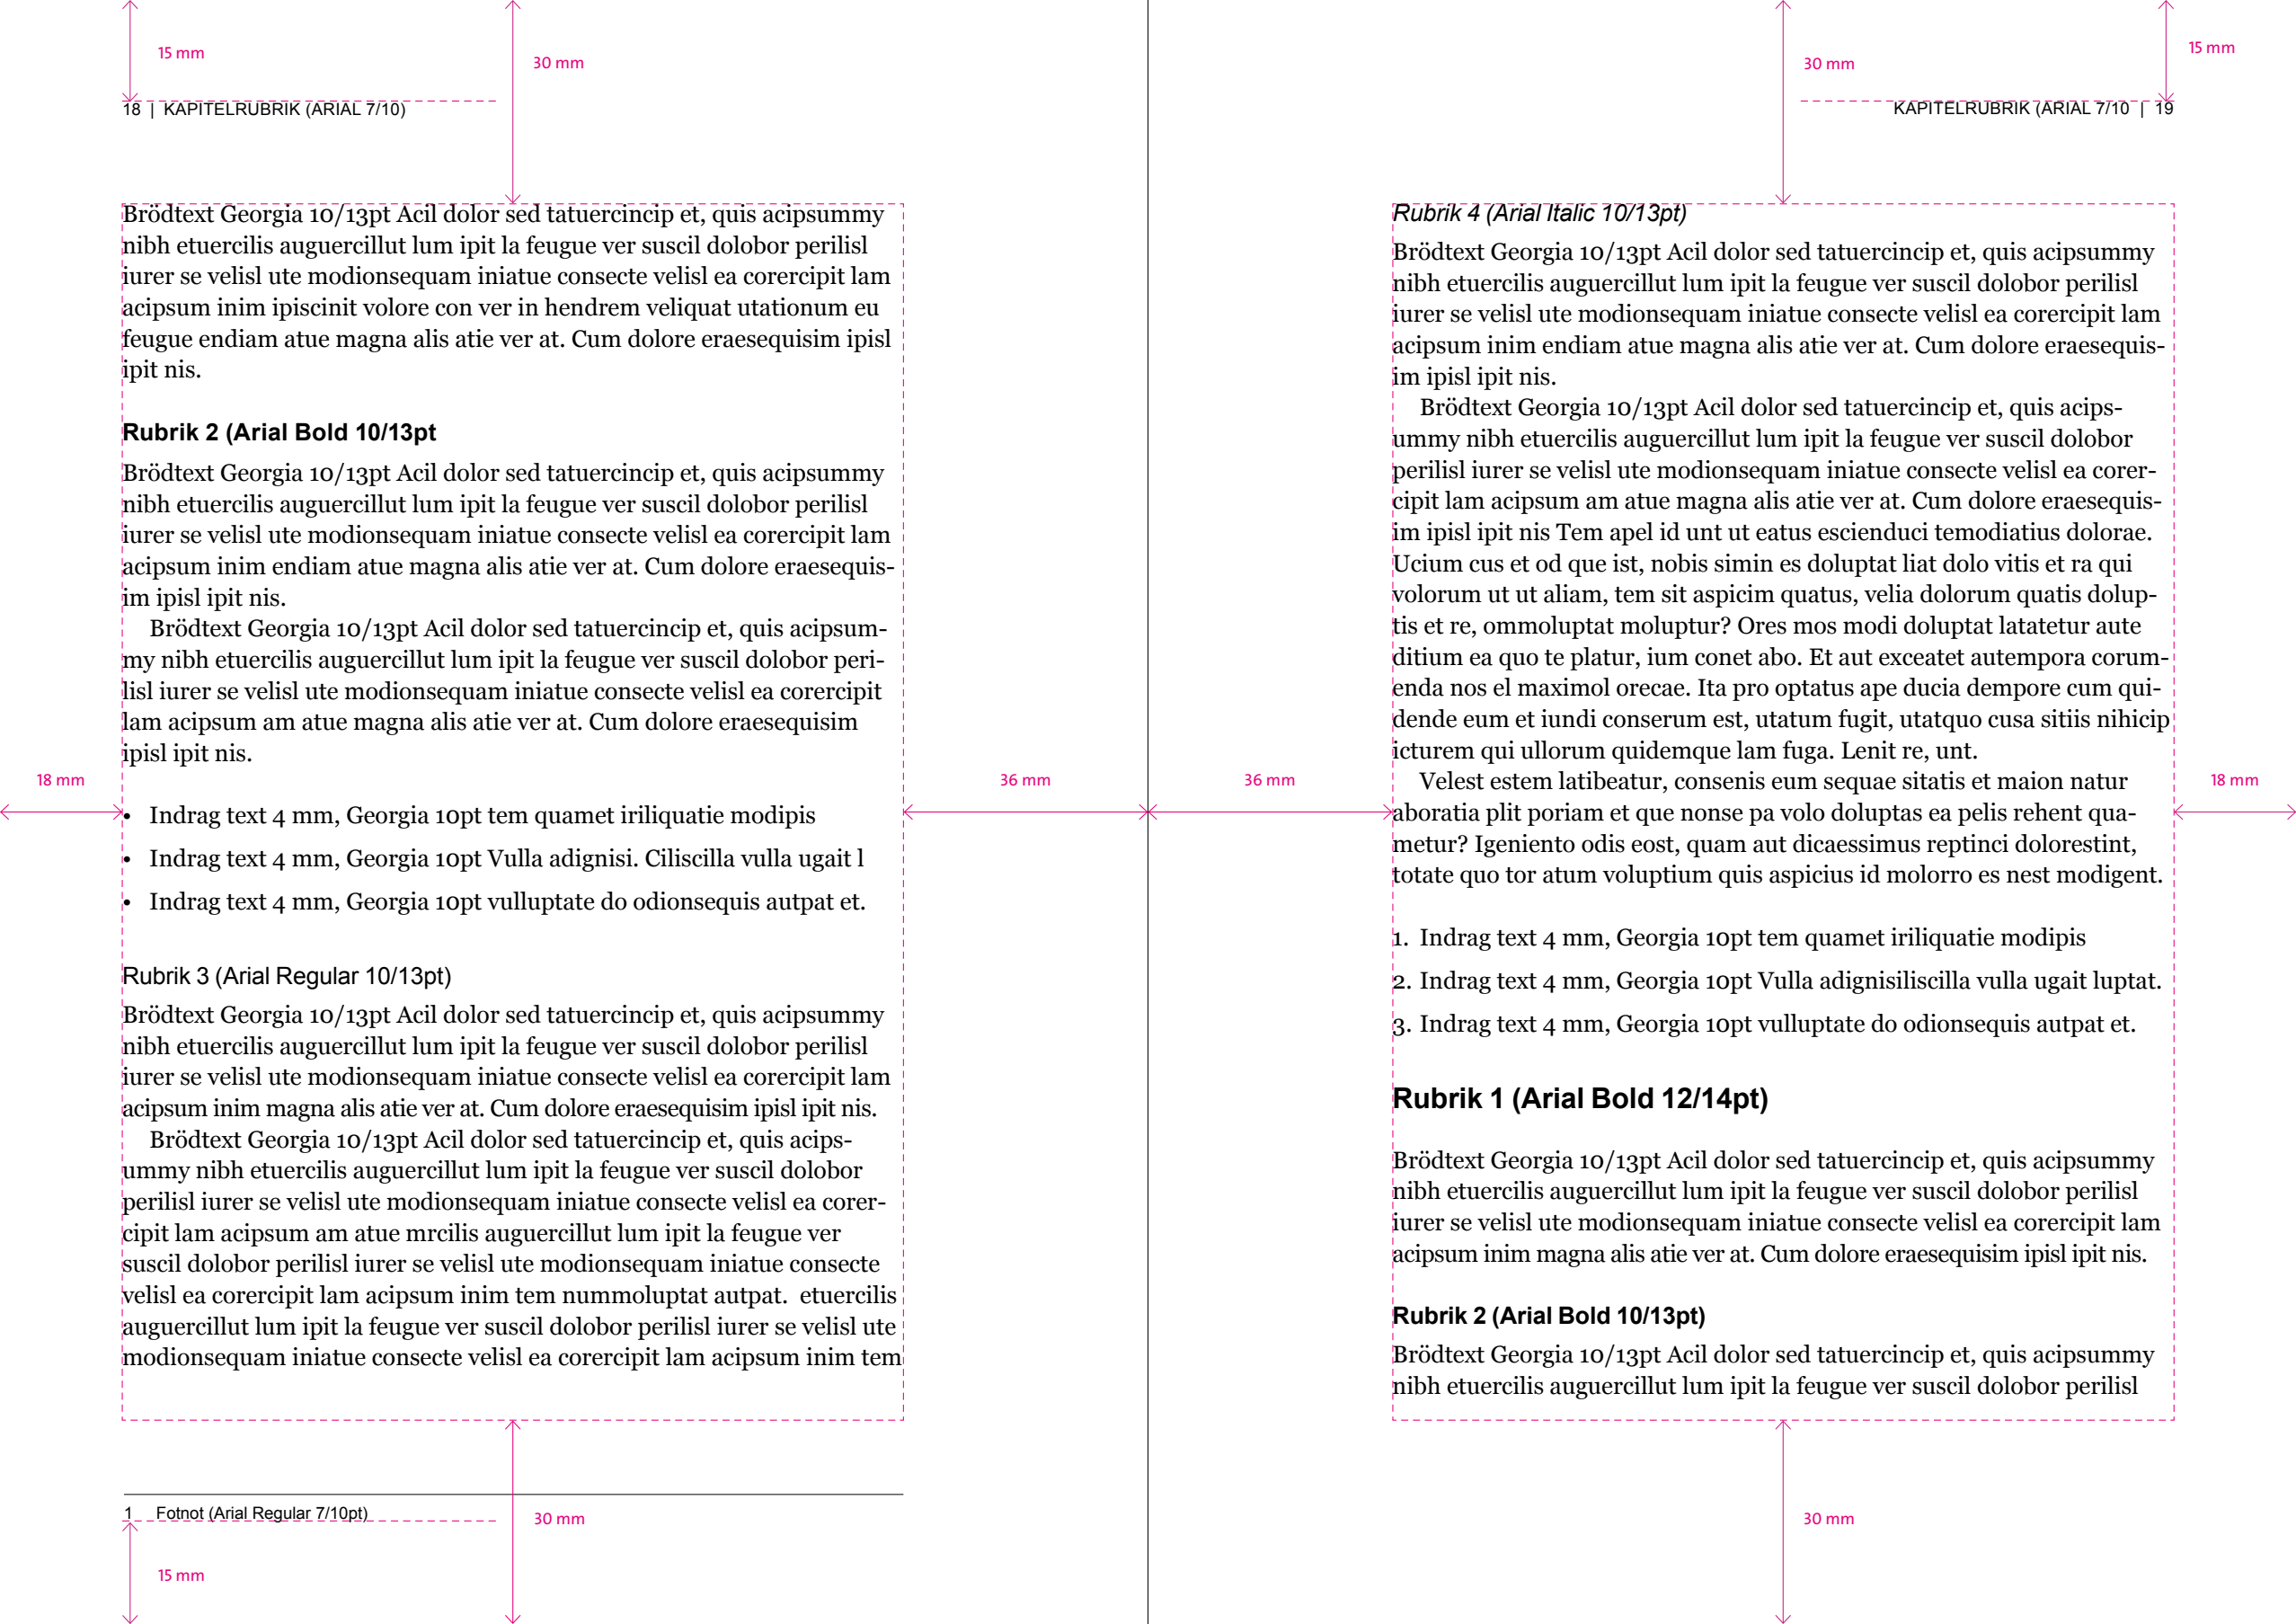 15 mm
30 mm
18 | KAPITELRUBRIK (ARIAL 7/10)
Brödtext Georgia 10/13pt Acil dolor sed tatuercincip et, quis acipsummy
nibh etuercilis auguercillut lum ipit la feugue ver suscil dolobor perilisl
iurer se velisl ute modionsequam iniatue consecte velisl ea corercipit lam
acipsum inim ipiscinit volore con ver in hendrem veliquat utationum eu
feugue endiam atue magna alis atie ver at. Cum dolore eraesequisim ipisl
ipit nis.
Rubrik 2 (Arial Bold 10/13pt
Brödtext Georgia 10/13pt Acil dolor sed tatuercincip et, quis acipsummy
nibh etuercilis auguercillut lum ipit la feugue ver suscil dolobor perilisl
iurer se velisl ute modionsequam iniatue consecte velisl ea corercipit lam
acipsum inim endiam atue magna alis atie ver at. Cum dolore eraesequis-
im ipisl ipit nis.
Brödtext Georgia 10/13pt Acil dolor sed tatuercincip et, quis acipsum-
my nibh etuercilis auguercillut lum ipit la feugue ver suscil dolobor peri-
lisl iurer se velisl ute modionsequam iniatue consecte velisl ea corercipit
lam acipsum am atue magna alis atie ver at. Cum dolore eraesequisim
ipisl ipit nis.
18 mm
36 mm
• Indrag text 4 mm, Georgia 10pt tem quamet iriliquatie modipis
• Indrag text 4 mm, Georgia 10pt Vulla adignisi. Ciliscilla vulla ugait l
• Indrag text 4 mm, Georgia 10pt vulluptate do odionsequis autpat et.
Rubrik 3 (Arial Regular 10/13pt)
Brödtext Georgia 10/13pt Acil dolor sed tatuercincip et, quis acipsummy
nibh etuercilis auguercillut lum ipit la feugue ver suscil dolobor perilisl
iurer se velisl ute modionsequam iniatue consecte velisl ea corercipit lam
acipsum inim magna alis atie ver at. Cum dolore eraesequisim ipisl ipit nis.
Brödtext Georgia 10/13pt Acil dolor sed tatuercincip et, quis acips-
ummy nibh etuercilis auguercillut lum ipit la feugue ver suscil dolobor
perilisl iurer se velisl ute modionsequam iniatue consecte velisl ea corer-
cipit lam acipsum am atue mrcilis auguercillut lum ipit la feugue ver
suscil dolobor perilisl iurer se velisl ute modionsequam iniatue consecte
velisl ea corercipit lam acipsum inim tem nummoluptat autpat.  etuercilis
auguercillut lum ipit la feugue ver suscil dolobor perilisl iurer se velisl ute
modionsequam iniatue consecte velisl ea corercipit lam acipsum inim tem
1 Fotnot (Arial Regular 7/10pt)
30 mm
15 mm
30 mm
15 mm
KAPITELRUBRIK (ARIAL 7/10 | 19
Rubrik 4 (Arial Italic 10/13pt)
Brödtext Georgia 10/13pt Acil dolor sed tatuercincip et, quis acipsummy
nibh etuercilis auguercillut lum ipit la feugue ver suscil dolobor perilisl
iurer se velisl ute modionsequam iniatue consecte velisl ea corercipit lam
acipsum inim endiam atue magna alis atie ver at. Cum dolore eraesequis-
im ipisl ipit nis.
Brödtext Georgia 10/13pt Acil dolor sed tatuercincip et, quis acips-
ummy nibh etuercilis auguercillut lum ipit la feugue ver suscil dolobor
perilisl iurer se velisl ute modionsequam iniatue consecte velisl ea corer-
cipit lam acipsum am atue magna alis atie ver at. Cum dolore eraesequis-
im ipisl ipit nis Tem apel id unt ut eatus escienduci temodiatius dolorae.
Ucium cus et od que ist, nobis simin es doluptat liat dolo vitis et ra qui
volorum ut ut aliam, tem sit aspicim quatus, velia dolorum quatis dolup-
tis et re, ommoluptat moluptur? Ores mos modi doluptat latatetur aute
ditium ea quo te platur, ium conet abo. Et aut exceatet autempora corum-
enda nos el maximol orecae. Ita pro optatus ape ducia dempore cum qui-
dende eum et iundi conserum est, utatum fugit, utatquo cusa sitiis nihicip
icturem qui ullorum quidemque lam fuga. Lenit re, unt.
Velest estem latibeatur, consenis eum sequae sitatis et maion natur
aboratia plit poriam et que nonse pa volo doluptas ea pelis rehent qua-
metur? Igeniento odis eost, quam aut dicaessimus reptinci dolorestint,
totate quo tor atum voluptium quis aspicius id molorro es nest modigent.
36 mm
18 mm
1. Indrag text 4 mm, Georgia 10pt tem quamet iriliquatie modipis
2. Indrag text 4 mm, Georgia 10pt Vulla adignisiliscilla vulla ugait luptat.
3. Indrag text 4 mm, Georgia 10pt vulluptate do odionsequis autpat et.
Rubrik 1 (Arial Bold 12/14pt)
Brödtext Georgia 10/13pt Acil dolor sed tatuercincip et, quis acipsummy
nibh etuercilis auguercillut lum ipit la feugue ver suscil dolobor perilisl
iurer se velisl ute modionsequam iniatue consecte velisl ea corercipit lam
acipsum inim magna alis atie ver at. Cum dolore eraesequisim ipisl ipit nis.
Rubrik 2 (Arial Bold 10/13pt)
Brödtext Georgia 10/13pt Acil dolor sed tatuercincip et, quis acipsummy
nibh etuercilis auguercillut lum ipit la feugue ver suscil dolobor perilisl
30 mm